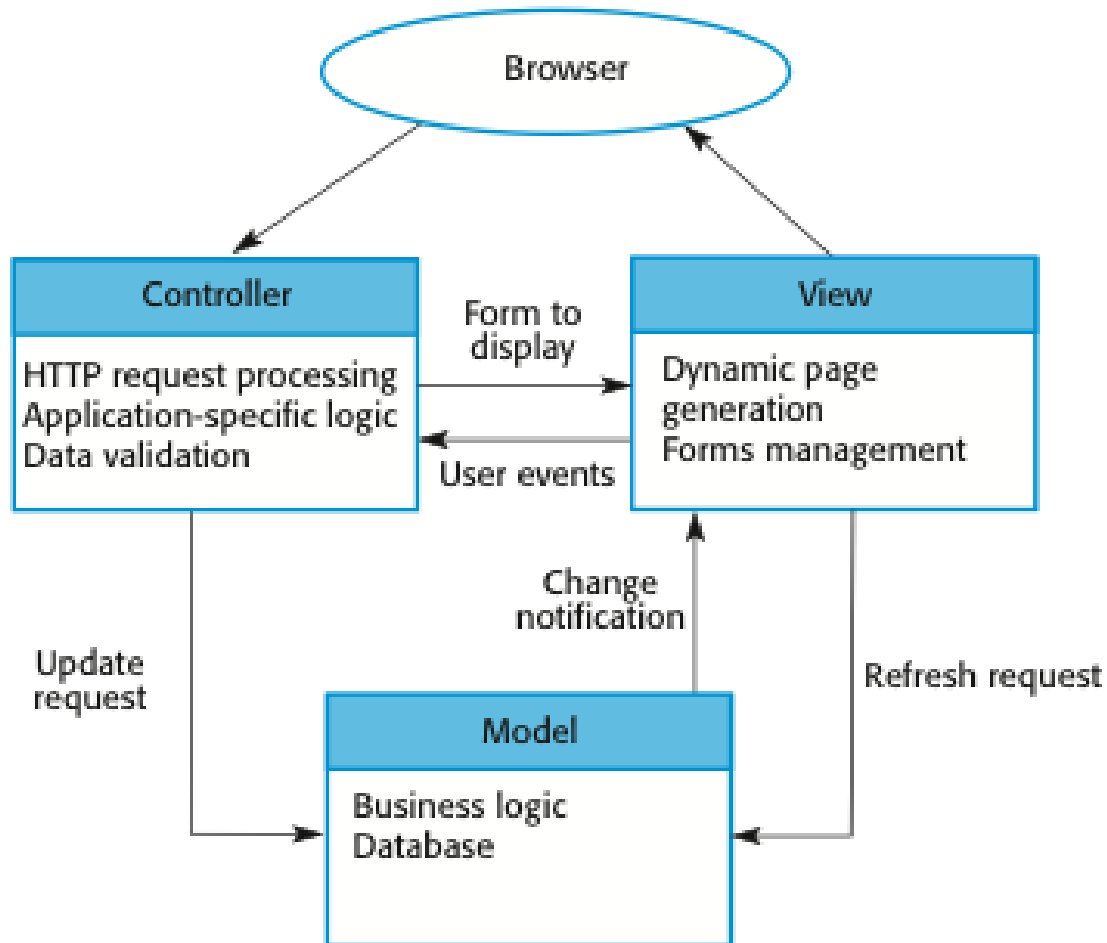 Browser
Controller
HTTP request processing
Application-specific logic
Data validation
Form to
display
User events
View
Dynamic page
generation
Forms management
Update
request
Change
notification
Refresh request
Model
Business logic
Database